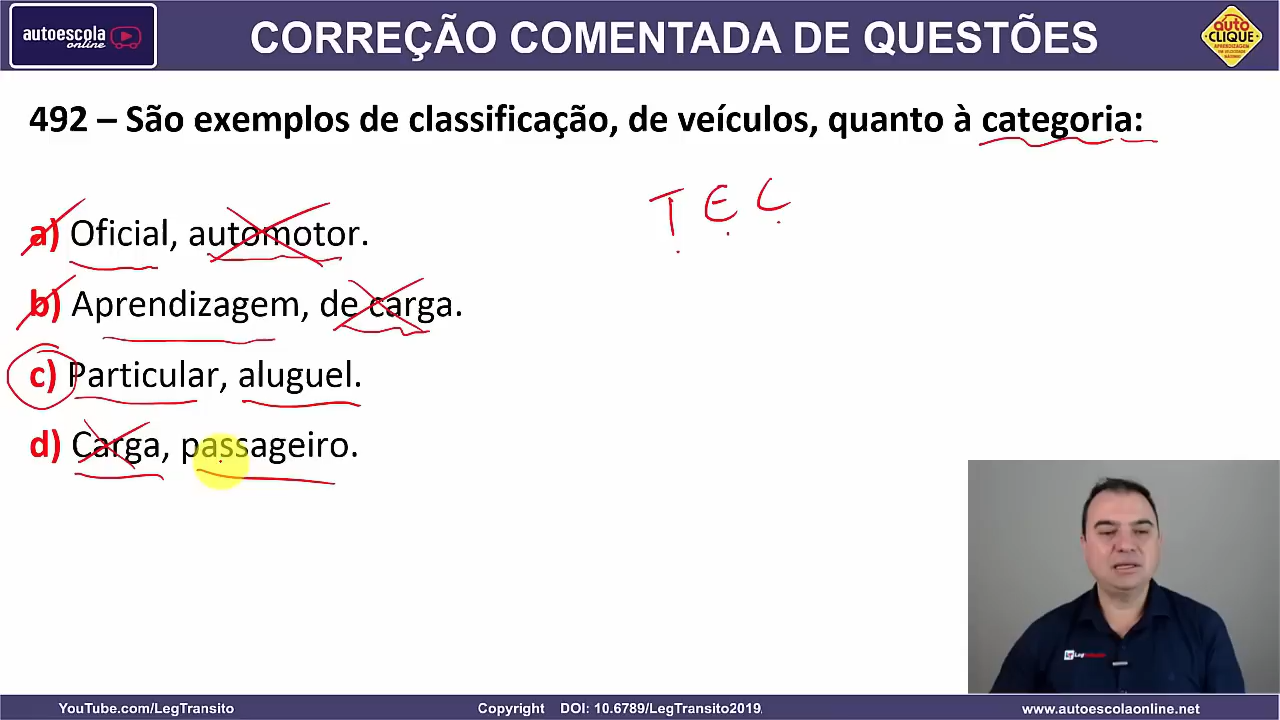 autoescola
online
CORREÇÃO COMENTADA DE QUESTÕES
auto
CLIQUE
492 – São exemplos de classificação, de veículos, quanto à categoria:
T E C
a) Oficial, automotor.
b) Aprendizagem, de carga.
c) Particular, aluguel.
d) Carga, passageiro.
YouTube.com/LegTransito
Copyright DOI: 10.6789/LegTransito2019
www.autoescolaonline.net